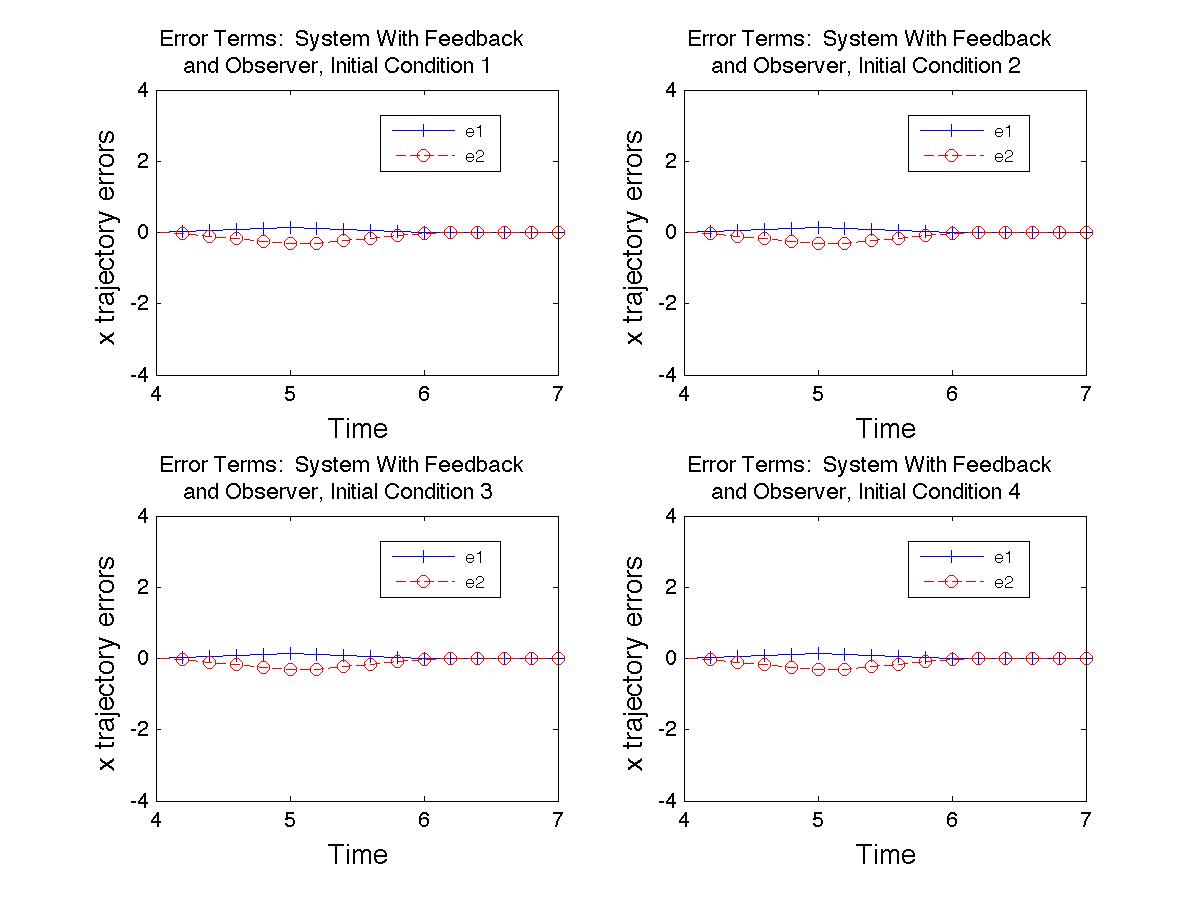 Error Terms:  System With Feedback
and Observer, Initial Condition 1
4
2
0
-2
-4
x trajectory errors
e1
e2
4
5
6
7
Time
Error Terms:  System With Feedback
and Observer, Initial Condition 2
4
2
0
-2
-4
x trajectory errors
e1
e2
4
5
6
7
Time
Error Terms:  System With Feedback
and Observer, Initial Condition 3
4
2
0
-2
-4
x trajectory errors
e1
e2
4
5
6
7
Time
Error Terms:  System With Feedback
and Observer, Initial Condition 4
4
2
0
-2
-4
x trajectory errors
e1
e2
4
5
6
7
Time